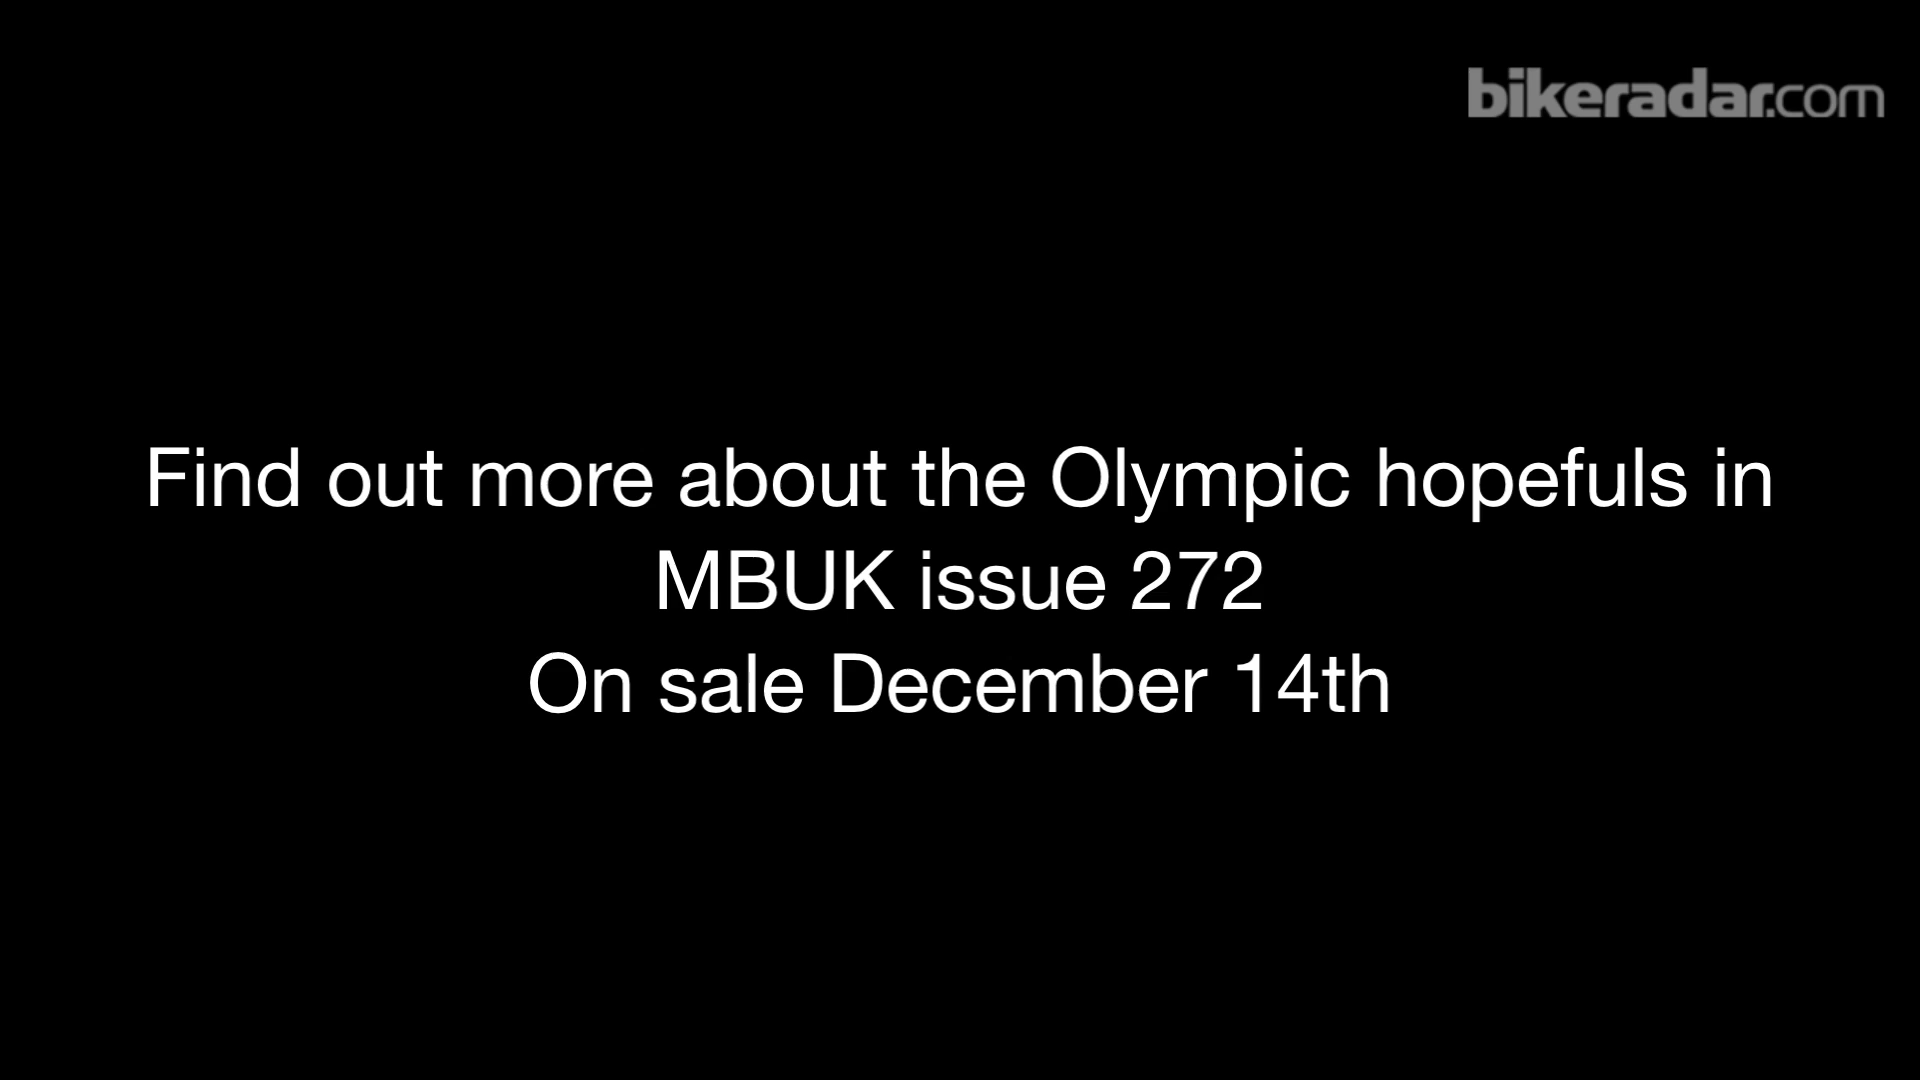 bikeradar.com
Find out more about the Olympic hopefuls in
MBUK issue 272
On sale December 14th